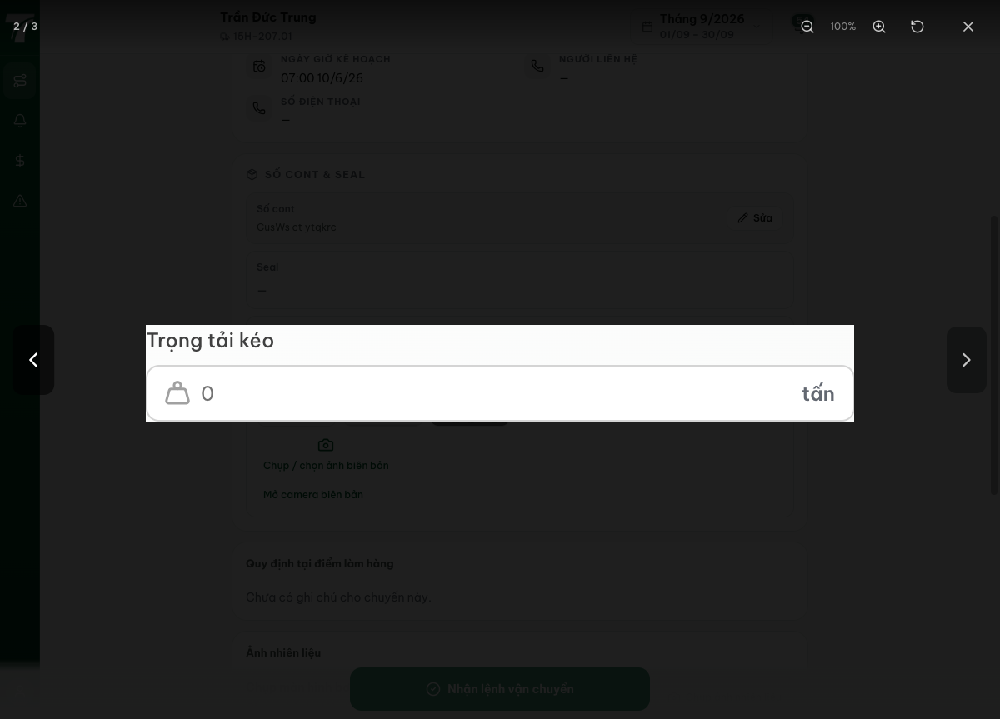 2 / 3
Trần Đức Trung
15H-207.01
Tháng 9/2026
01/09 – 30/09
100%
NGÀY GIỜ KẾ HOẠCH
07:00 10/6/26
NGƯỜI LIÊN HỆ
—
SỐ ĐIỆN THOẠI
—
SỐ CONT & SEAL
Số cont
GusWs ct ytqkrc
Sửa
Seal
—
Trọng tải kéo
0
tấn
Chụp / chọn ảnh biên bản
Mở camera biên bản
Quy định tại điểm làm hàng
Chưa có ghi chú cho chuyến này.
Ảnh nhiên liệu
Nhận lệnh vận chuyển